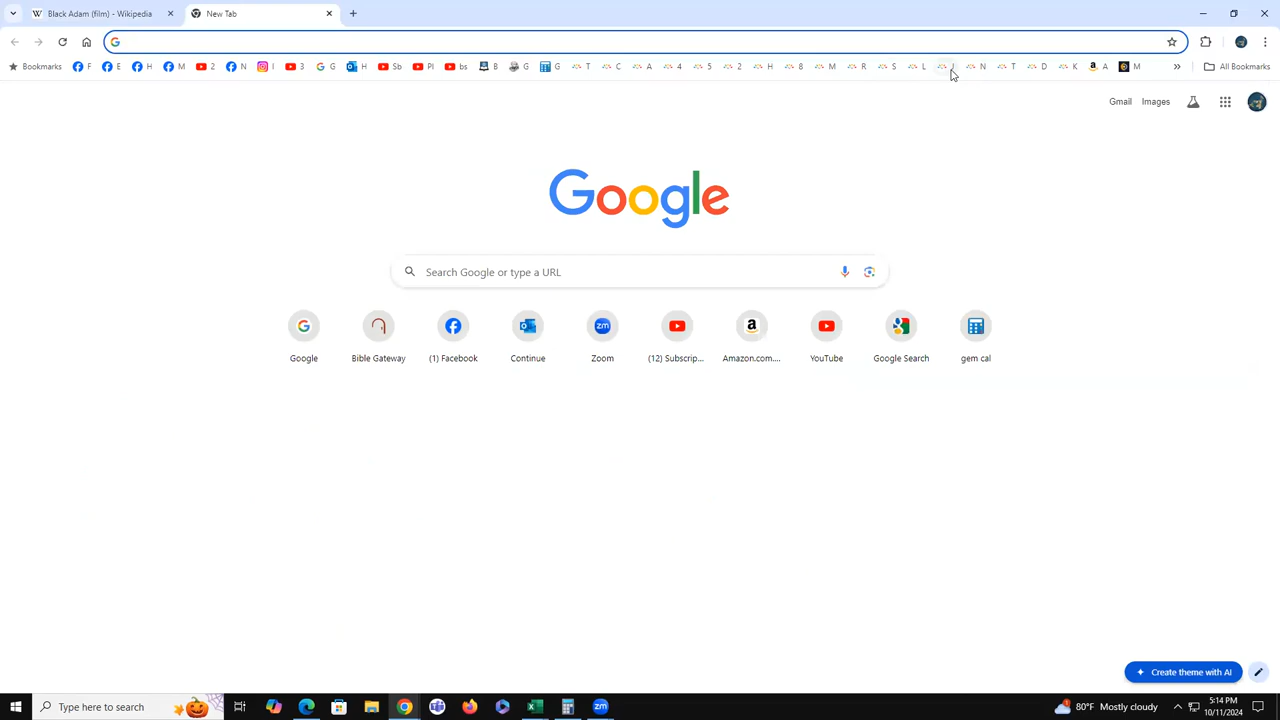 Black Adam (film) - Wikipedia
New Tab
Bookmarks F E H M 2 N I 3 G H Sb Pl bs B G G T C A 4 5 2 H 8 M R S L N T D K A M All Bookmarks
Gmail Images
Google
Search Google or type a URL
Google Bible Gateway (1) Facebook Continue Zoom (12) Subscrip... Amazon.com.... YouTube Google Search gem cal
Create theme with AI
Type here to search
80°F Mostly cloudy
5:14 PM
10/11/2024